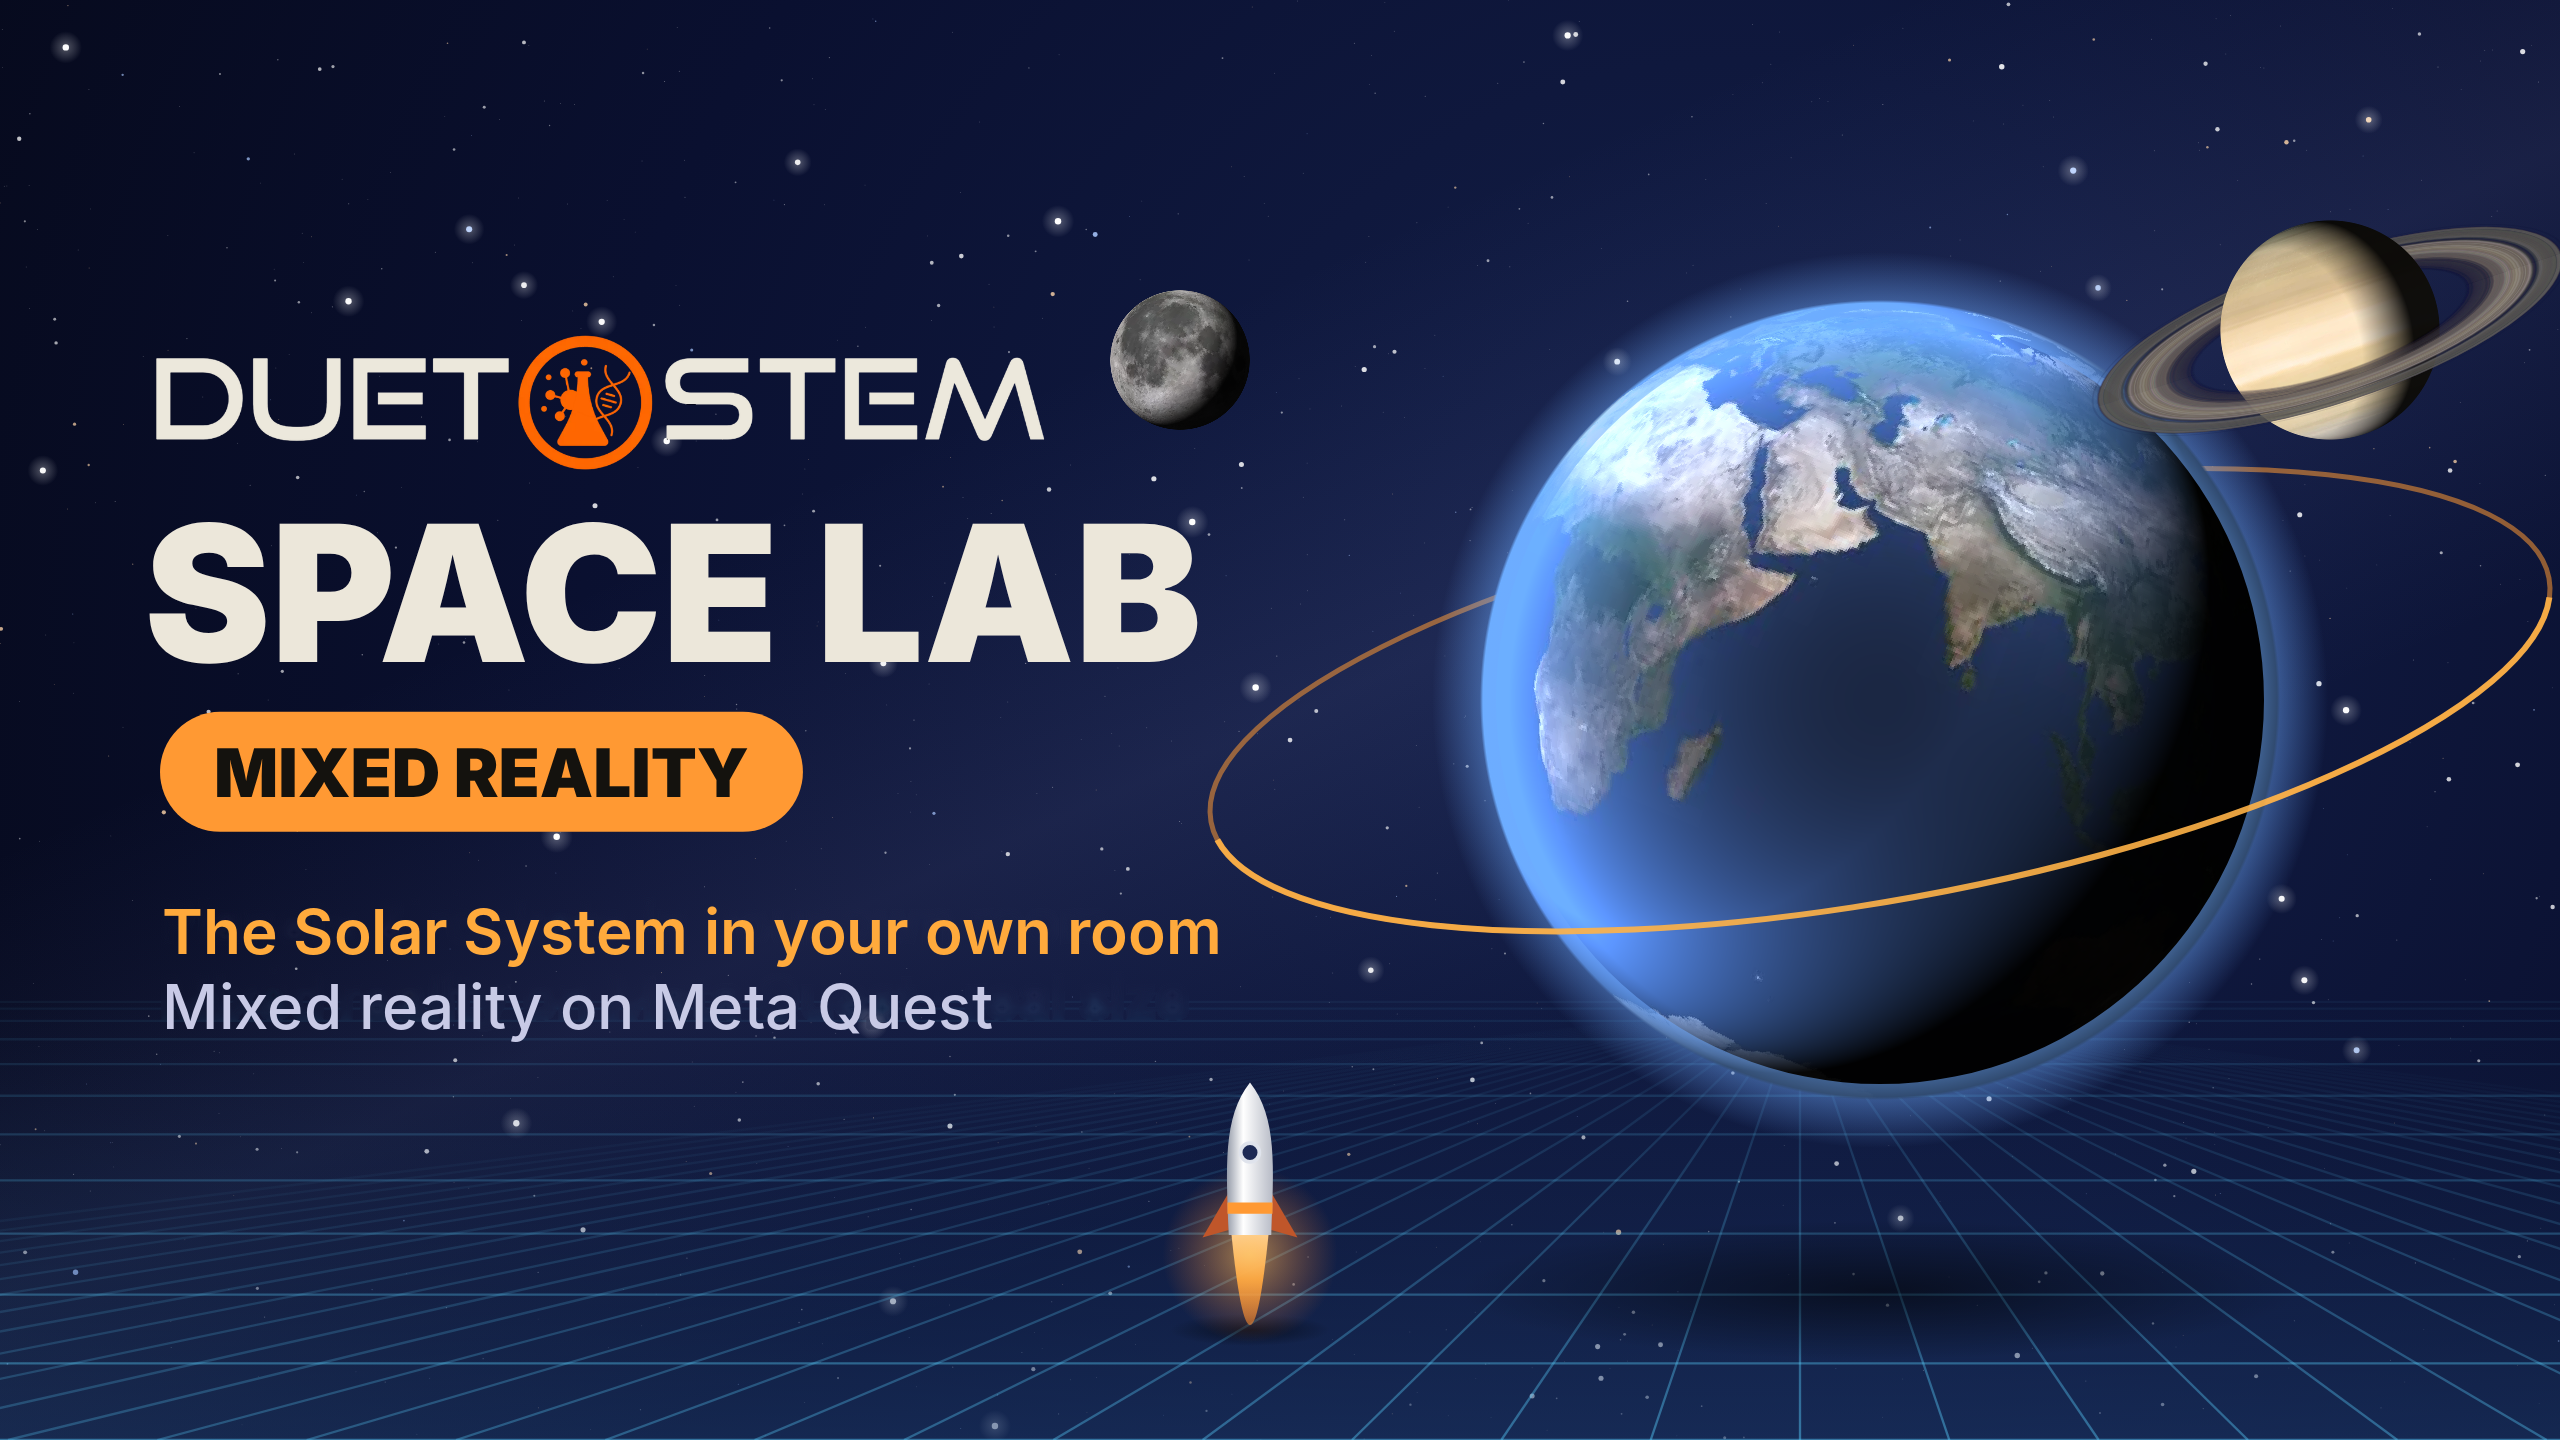 DUET STEM
SPACE LAB
MIXED REALITY
The Solar System in your own room
Mixed reality on Meta Quest